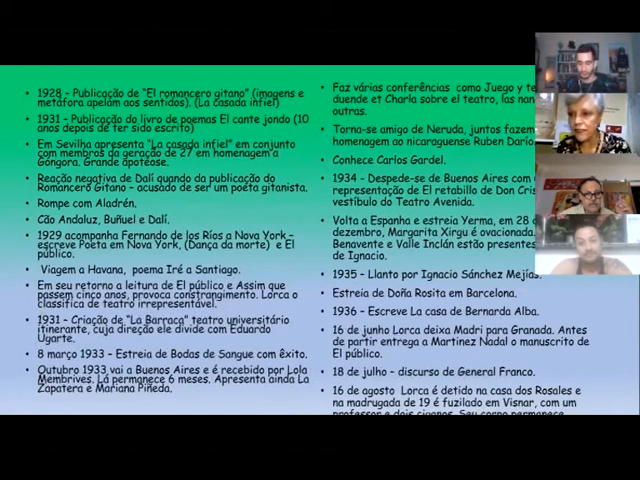 • 1928 – Publicação de "El romancero gitano" (imagens e
metáfora apelam aos sentidos). (La casada infiel)
• 1931 – Publicação do livro de poemas El cante jondo (10
anos depois de ter sido escrito)
• Em Sevilha apresenta "La casada infiel" em conjunto
com membros da geração de 27 em homenagem a
Góngora. Grande apoteose.
• Reação negativa de Dalí quando da publicação do
Romancero Gitano – acusado de ser um poeta gitanista.
• Rompe com Aladrén.
• Cão Andaluz, Buñuel e Dalí.
• 1929 acompanha Fernando de los Ríos a Nova York –
escreve Poeta em Nova York, (Dança da morte) e El
público.
• Viagem a Havana, poema Iré a Santiago.
• Em seu retorno a leitura de El público e Assim que
passem cinco anos, provoca constrangimento. Lorca o
classifica de teatro irrepresentável.
• 1931 – Criação de "La Barraca" teatro universitário
itinerante, cuja direção ele divide com Eduardo
Ugarte.
• 8 março 1933 – Estreia de Bodas de Sangue com êxito.
• Outubro 1933 vai a Buenos Aires e é recebido por Lola
Membrives. Lá permanece 6 meses. Apresenta ainda La
Zapatera e Mariana Piñeda.
• Faz várias conferências como Juego y te
duende et Charla sobre el teatro, las nan
outras.
• Torna-se amigo de Neruda, juntos fazem
homenagem ao nicaraguense Ruben Darío
• Conhece Carlos Gardel.
• 1934 – Despede-se de Buenos Aires com
representação de El retabillo de Don Cris
vestíbulo do Teatro Avenida.
• Volta a Espanha e estreia Yerma, em 28 d
dezembro, Margarita Xirgu é ovacionada.
Benavente e Valle Inclán estão presentes
de Ignacio.
• 1935 – Llanto por Ignacio Sánchez Mejías.
• Estreia de Doña Rosita em Barcelona.
• 1936 – Escreve La casa de Bernarda Alba.
• 16 de junho Lorca deixa Madri para Granada. Antes
de partir entrega a Martinez Nadal o manuscrito de
El público.
• 18 de julho – discurso de General Franco.
• 16 de agosto Lorca é detido na casa dos Rosales e
na madrugada de 19 é fuzilado em Visnar, com um
professor e dois ciganos. Seu corpo permanece